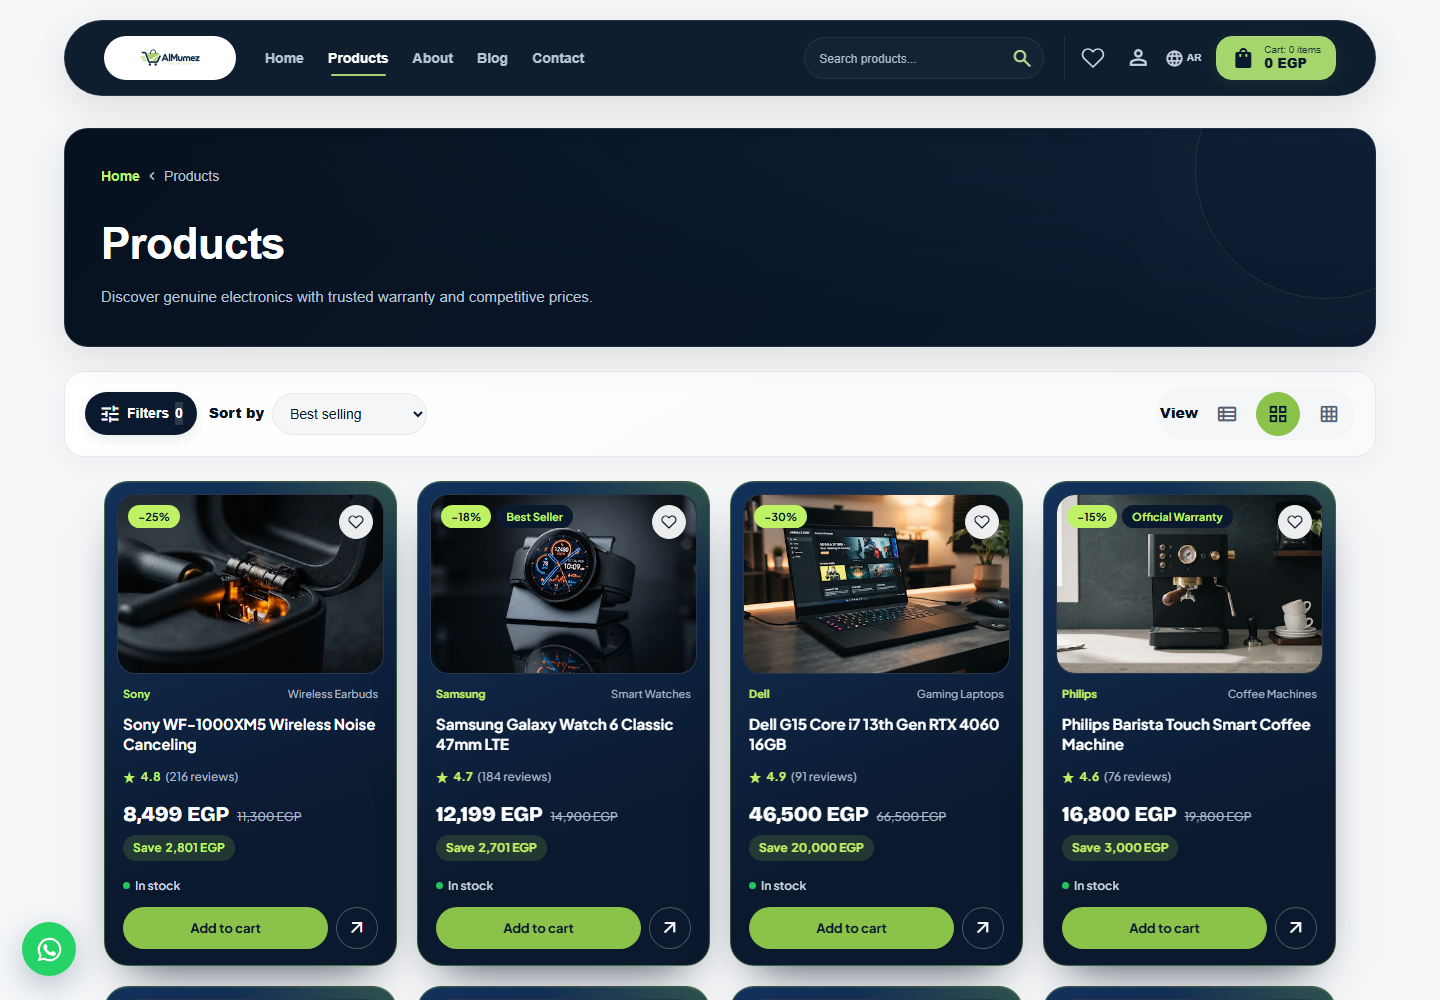 AlMumez
Home Products About Blog Contact
Search products...
AR
Cart: 0 items
0 EGP
Home Products
Products
Discover genuine electronics with trusted warranty and competitive prices.
Filters 0 Sort by Best selling
View
-25%
-18% Best Seller
-30%
-15% Official Warranty
Sony Wireless Earbuds
Sony WF-1000XM5 Wireless Noise
Canceling
4.8 (216 reviews)
8,499 EGP 11,300 EGP
Save 2,801 EGP
In stock
Add to cart
Samsung Smart Watches
Samsung Galaxy Watch 6 Classic
47mm LTE
4.7 (184 reviews)
12,199 EGP 14,900 EGP
Save 2,701 EGP
In stock
Add to cart
Dell Gaming Laptops
Dell G15 Core i7 13th Gen RTX 4060
16GB
4.9 (91 reviews)
46,500 EGP 66,500 EGP
Save 20,000 EGP
In stock
Add to cart
Philips Coffee Machines
Philips Barista Touch Smart Coffee
Machine
4.6 (76 reviews)
16,800 EGP 19,800 EGP
Save 3,000 EGP
In stock
Add to cart